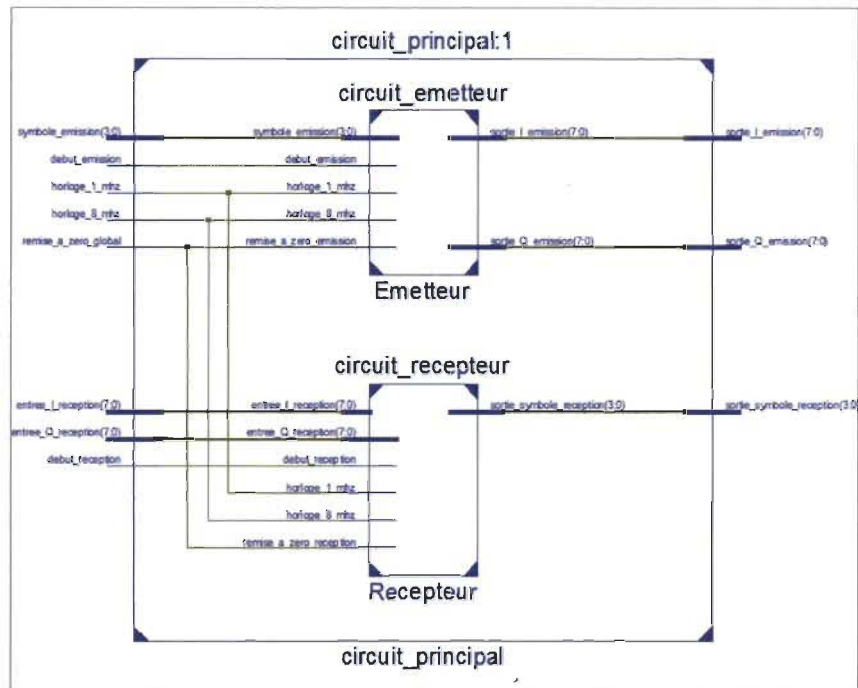 circuit_principal:1
circuit_emetteur
symbole_emission(3:0) symbole_emission(3:0) sortie_I_emission(7:0) sortie_I_emission(7:0)
debut_emission debut_emission
horloge_1_mhz horloge_1_mhz
horloge_8_mhz horloge_8_mhz
remise_a_zero_global remise_a_zero_emission sortie_Q_emission(7:0) sortie_Q_emission(7:0)
Emetteur
circuit_recepteur
entree_I_reception(7:0) entree_I_reception(7:0) sortie_symbole_reception(3:0) sortie_symbole_reception(3:0)
entree_Q_reception(7:0) entree_Q_reception(7:0)
debut_reception debut_reception
horloge_1_mhz
horloge_8_mhz
remise_a_zero_reception
Recepteur
circuit_principal